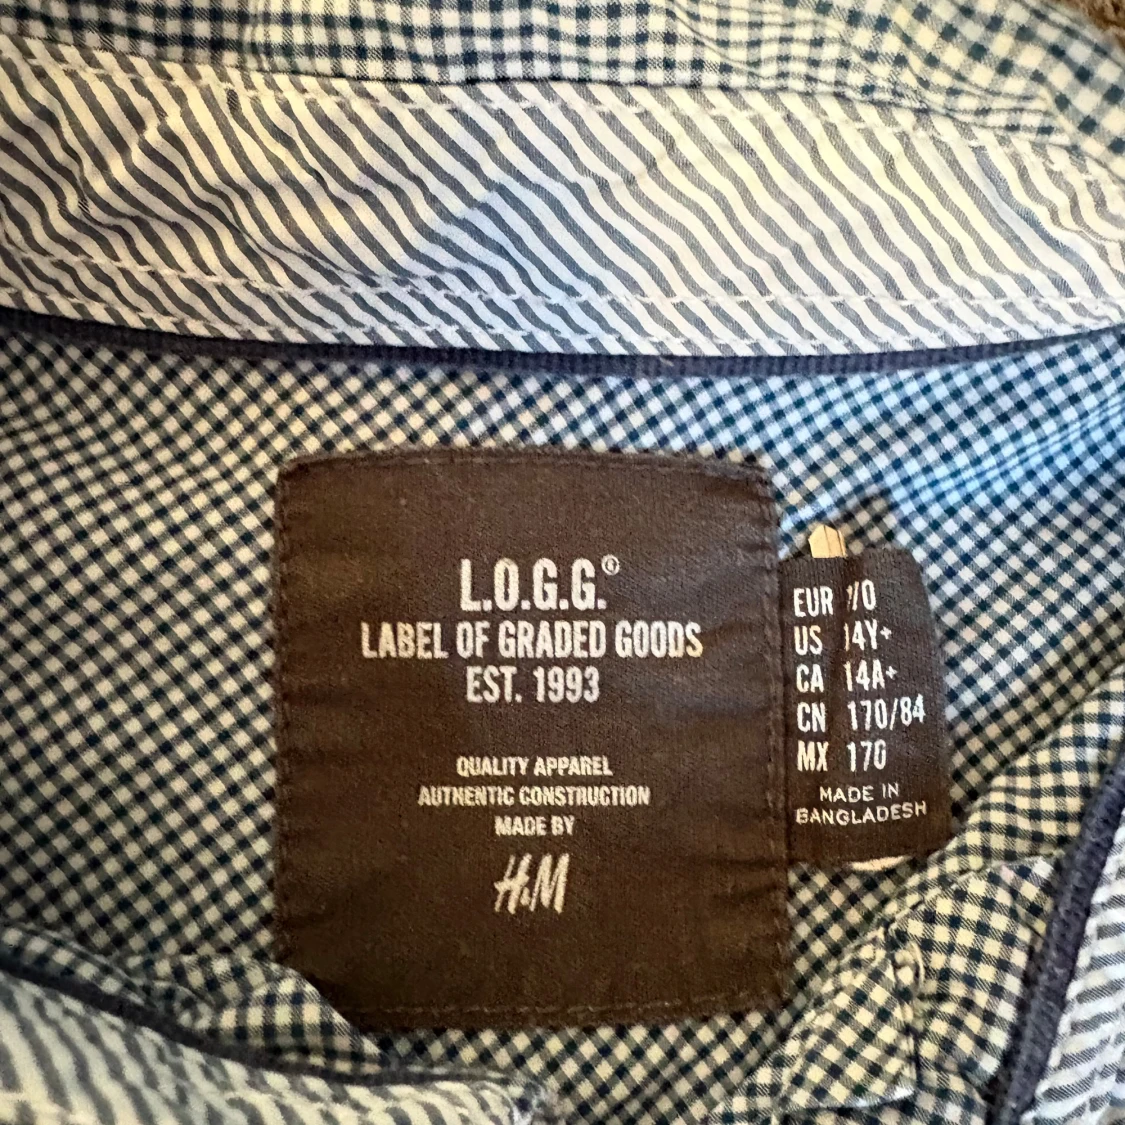 L.O.G.G.®
LABEL OF GRADED GOODS
EST. 1993
QUALITY APPAREL
AUTHENTIC CONSTRUCTION
MADE BY
H&M
EUR
US 14Y+
CA 14A+
CN 170/84
MX 170
MADE IN
BANGLADESH